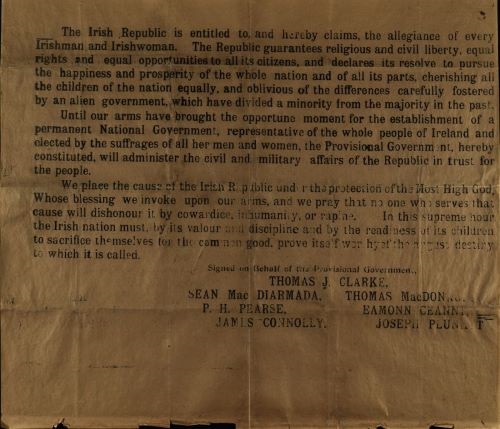 The Irish Republic is entitled to, and hereby claims, the allegiance of every
Irishman and Irishwoman. The Republic guarantees religious and civil liberty, equal
rights and equal opportunities to all its citizens, and declares its resolve to pursue
the happiness and prosperity of the whole nation and of all its parts, cherishing all
the children of the nation equally, and oblivious of the differences carefully fostered
by an alien government, which have divided a minority from the majority in the past.
Until our arms have brought the opportune moment for the establishment of a
permanent National Government, representative of the whole people of Ireland and
elected by the suffrages of all her men and women, the Provisional Government, hereby
constituted, will administer the civil and military affairs of the Republic in trust for
the people.
We place the cause of the Irish Republic under the protection of the Most High God,
Whose blessing we invoke upon our arms, and we pray that no one who serves that
cause will dishonour it by cowardice, inhumanity, or rapine. In this supreme hour
the Irish nation must, by its valour and discipline and by the readiness of its children
to sacrifice themselves for the common good, prove itself worthy of the august destiny
to which it is called.
Signed on Behalf of the Provisional Government,
THOMAS J. CLARKE,
SEAN Mac DIARMADA, THOMAS MacDON
P. H. PEARSE, EAMONN CEANNT,
JAMES CONNOLLY, JOSEPH PLUNKETT